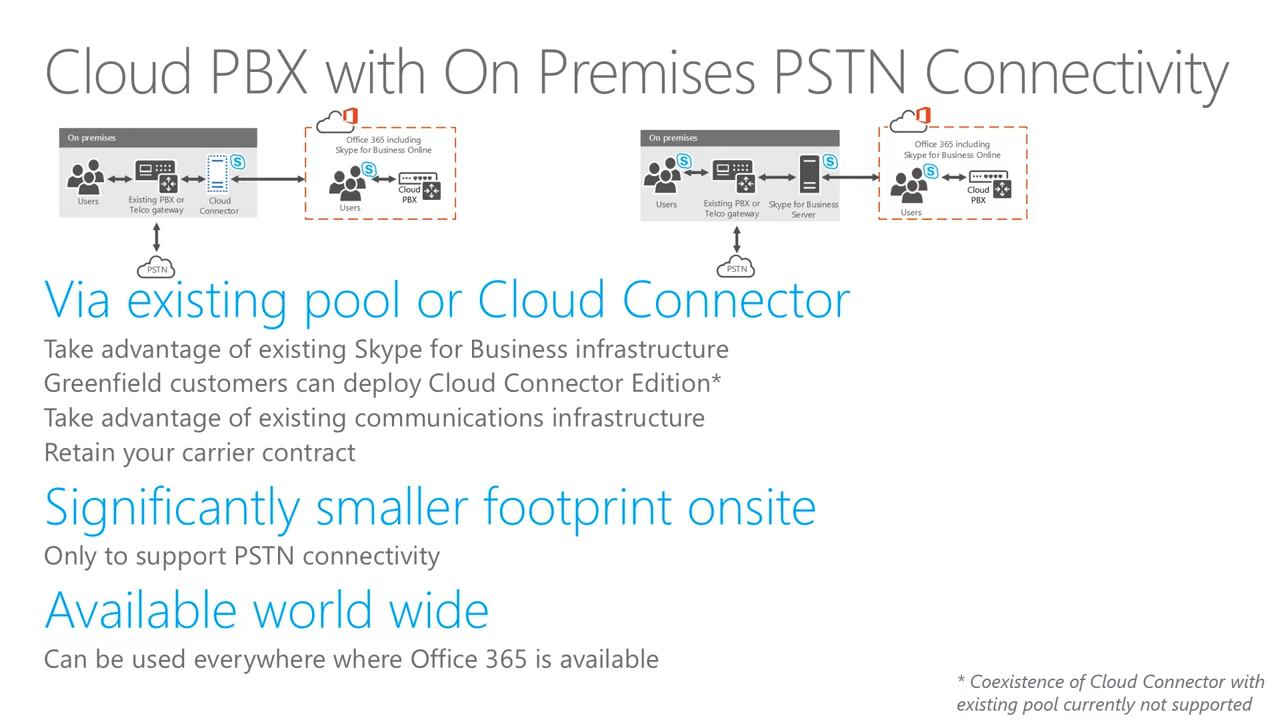 Cloud PBX with On Premises PSTN Connectivity
On premises
Users
Existing PBX or
Telco gateway
Cloud
Connector
PSTN
Office 365 including
Skype for Business Online
Users
Cloud
PBX
On premises
Users
Existing PBX or
Telco gateway
Skype for Business
Server
PSTN
Office 365 including
Skype for Business Online
Users
Cloud
PBX
Via existing pool or Cloud Connector
Take advantage of existing Skype for Business infrastructure
Greenfield customers can deploy Cloud Connector Edition*
Take advantage of existing communications infrastructure
Retain your carrier contract
Significantly smaller footprint onsite
Only to support PSTN connectivity
Available world wide
Can be used everywhere where Office 365 is available
* Coexistence of Cloud Connector with
existing pool currently not supported